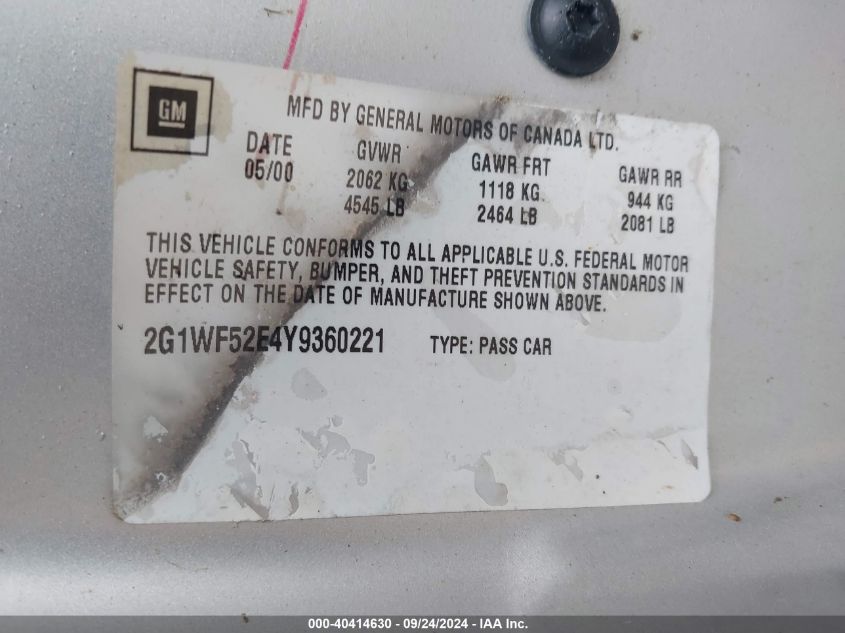 GM
MFD BY GENERAL MOTORS OF CANADA LTD.
DATE GVWR GAWR FRT GAWR RR
05/00 2062 KG 1118 KG 944 KG
4545 LB 2464 LB 2081 LB
THIS VEHICLE CONFORMS TO ALL APPLICABLE U.S. FEDERAL MOTOR
VEHICLE SAFETY, BUMPER, AND THEFT PREVENTION STANDARDS IN
EFFECT ON THE DATE OF MANUFACTURE SHOWN ABOVE.
2G1WF52E4Y9360221 TYPE: PASS CAR
000-40414630 - 09/24/2024 - IAA, Inc.